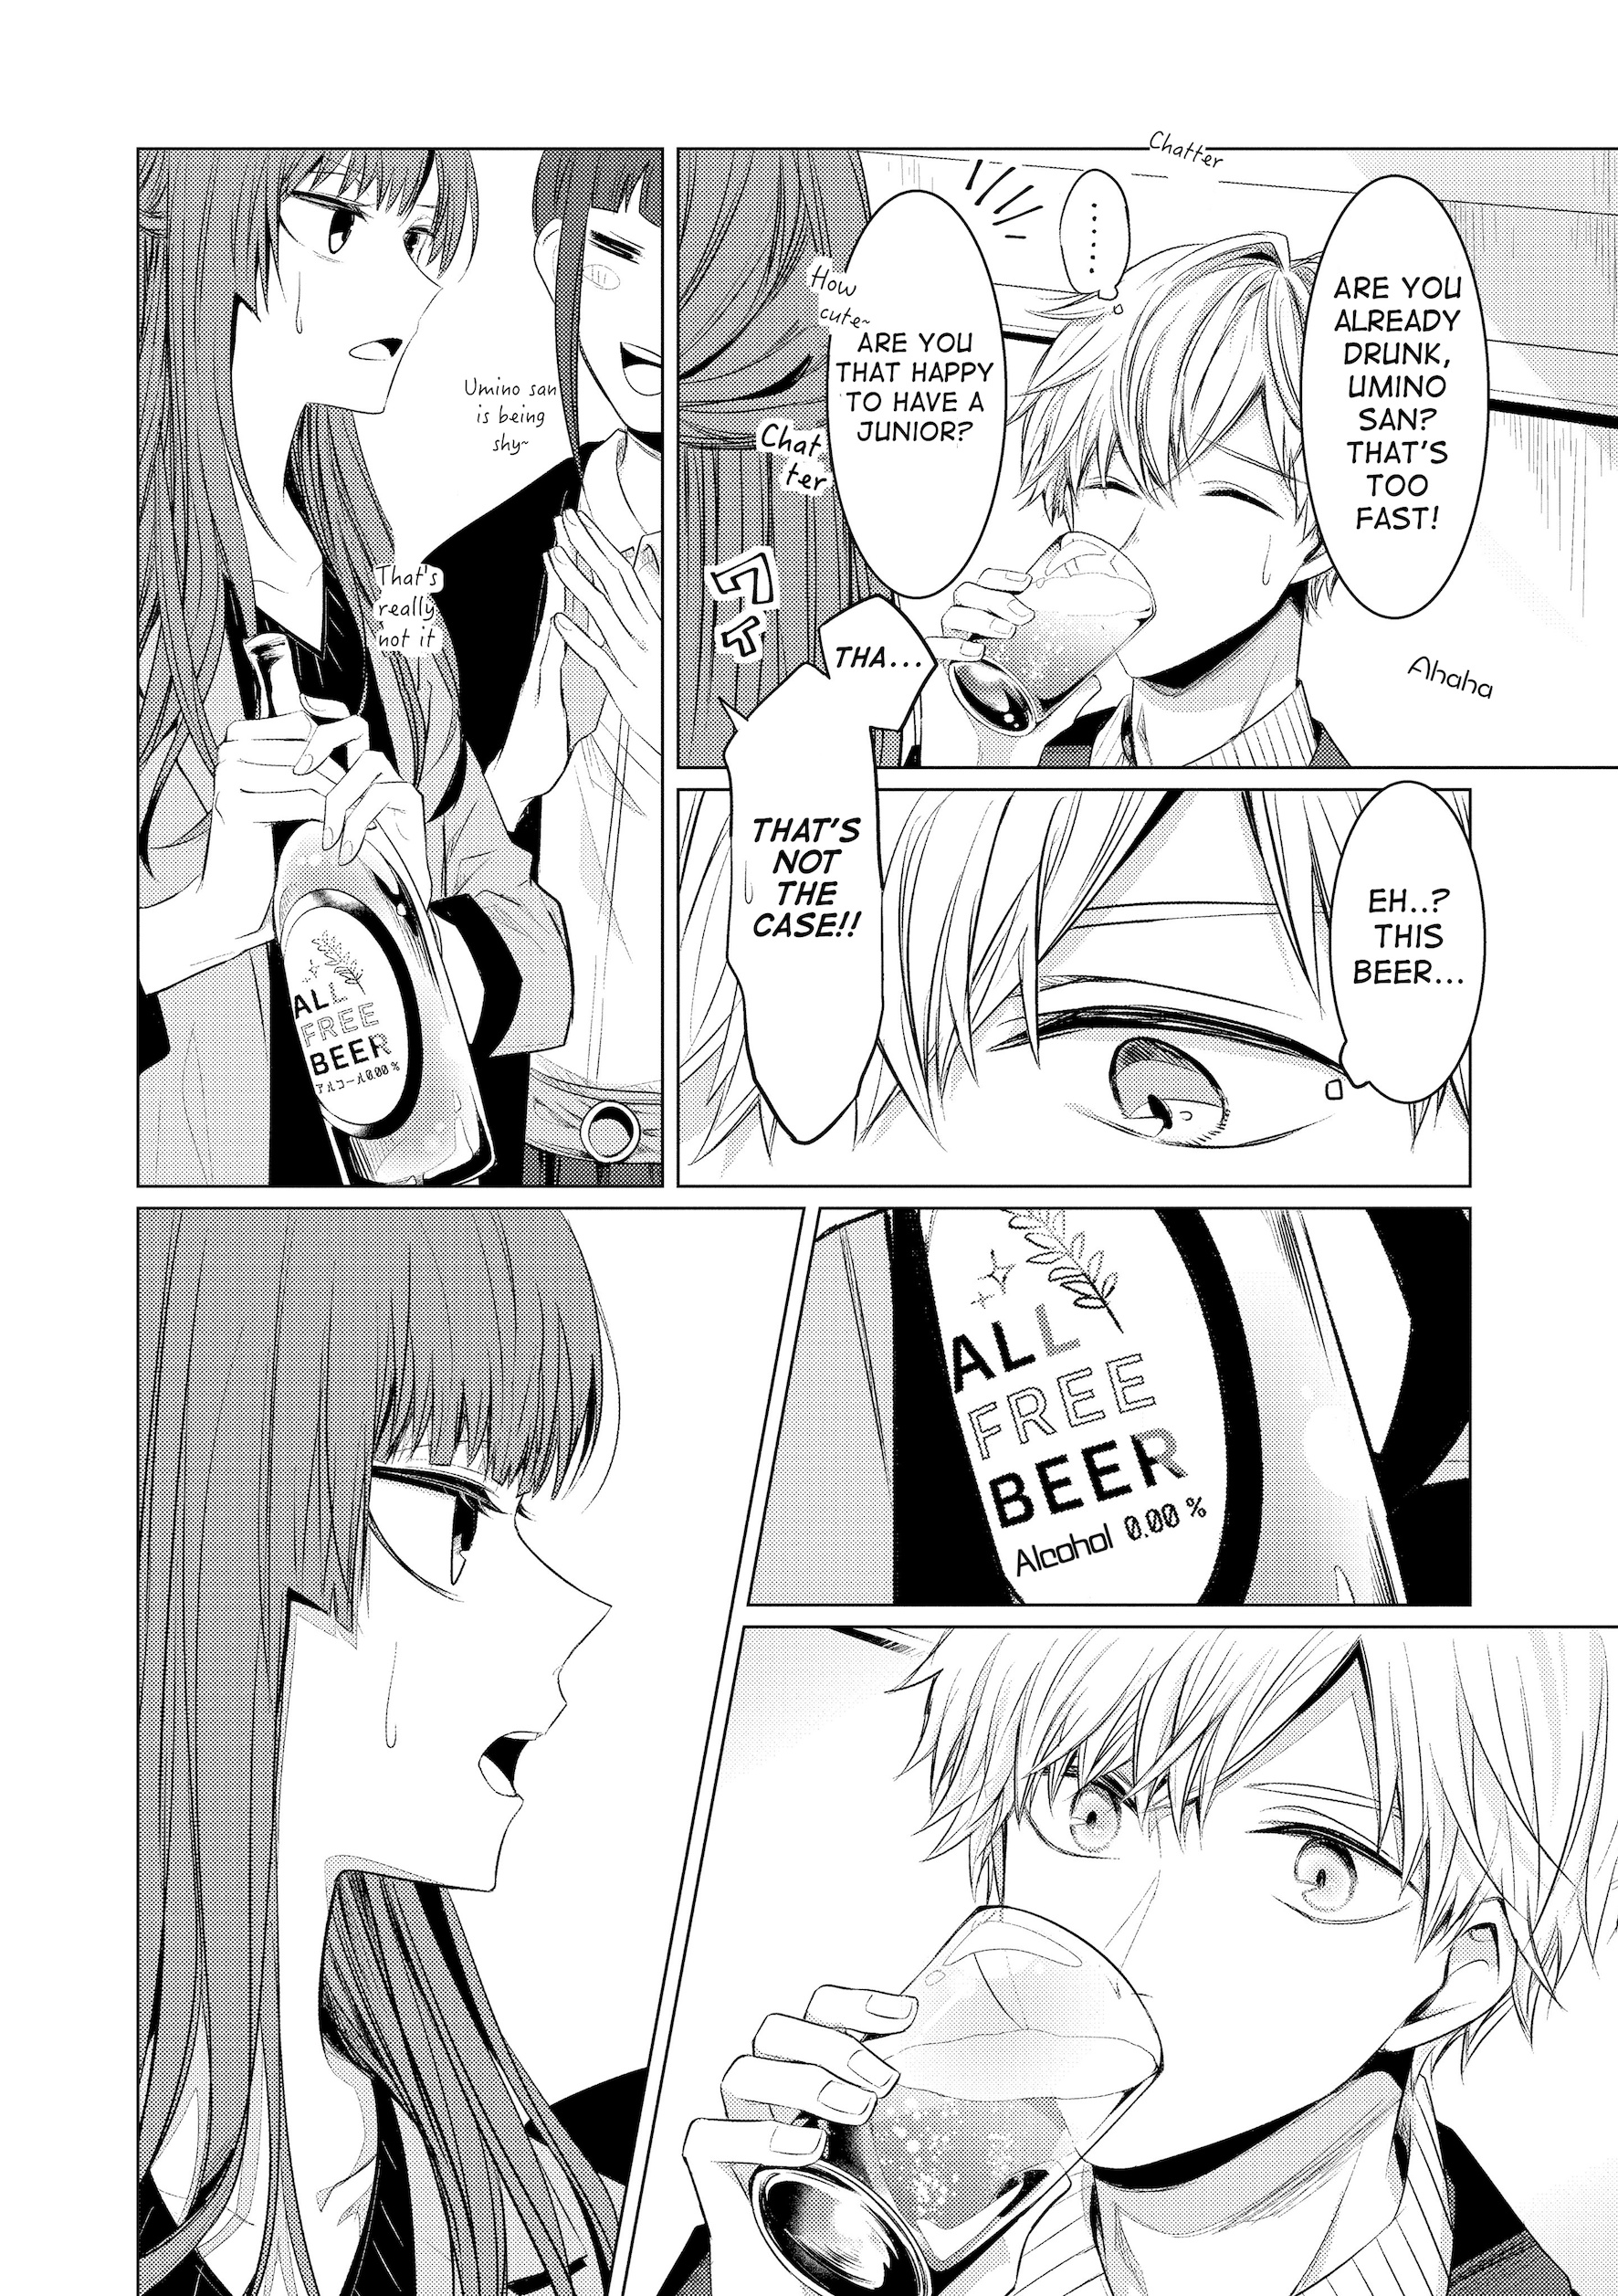 Chatter
ARE YOU
ALREADY
DRUNK,
UMINO
SAN?
THAT'S
TOO
FAST!
......
How
cute~
ARE YOU
THAT HAPPY
TO HAVE A
JUNIOR?
Chat
ter
Ahaha
ワイ
THA...
THAT'S
NOT
THE
CASE!!
Umino san
is being
shy~
That's
really
not it
ALL
FREE
BEER
アルコール0.00%
EH..?
THIS
BEER...
ALL
FREE
BEER
Alcohol 0.00%